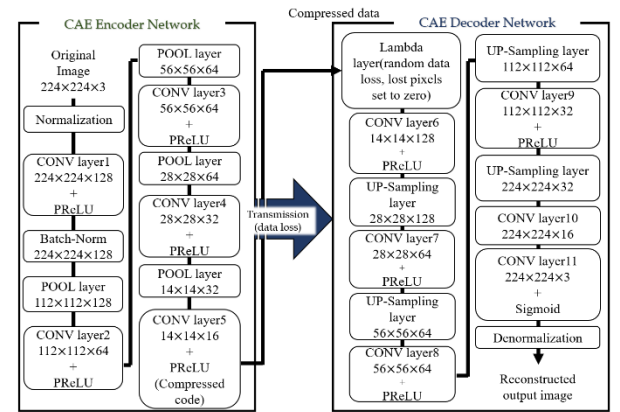 Compressed data
CAE Encoder Network
Original
Image
224×224×3
Normalization
CONV layer1
224×224×128
+
PReLU
Batch-Norm
224×224×128
POOL layer
112×112×128
CONV layer2
112×112×64
+
PReLU
POOL layer
56×56×64
CONV layer3
56×56×64
+
PReLU
POOL layer
28×28×64
CONV layer4
28×28×32
+
PReLU
POOL layer
14×14×32
CONV layer5
14×14×16
+
PReLU
(Compressed
code)
Transmission
(data loss)
CAE Decoder Network
Lambda
layer(random data
loss, lost pixels
set to zero)
CONV layer6
14×14×128
+
PReLU
UP-Sampling
layer
28×28×128
CONV layer7
28×28×64
+
PReLU
UP-Sampling
layer
56×56×64
CONV layer8
56×56×64
+
PReLU
UP-Sampling layer
112×112×64
CONV layer9
112×112×32
+
PReLU
UP-Sampling layer
224×224×32
CONV layer10
224×224×16
CONV layer11
224×224×3
+
Sigmoid
Denormalization
Reconstructed
output image